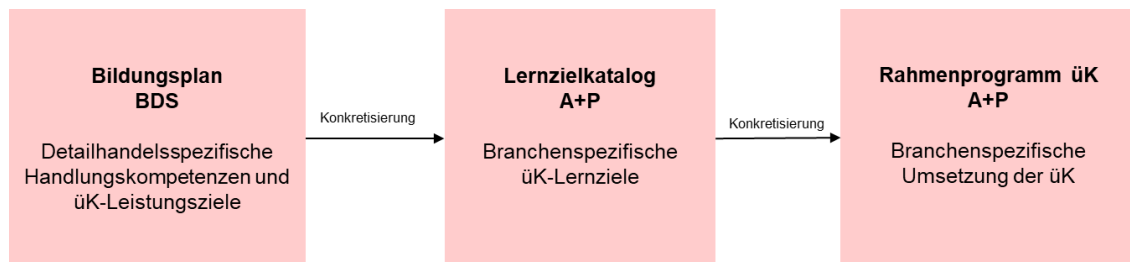 Bildungsplan
BDS
Detailhandelsspezifische
Handlungskompetenzen und
üK-Leistungsziele
Konkretisierung
Lernzielkatalog
A+P
Branchenspezifische
üK-Lernziele
Konkretisierung
Rahmenprogramm üK
A+P
Branchenspezifische
Umsetzung der üK